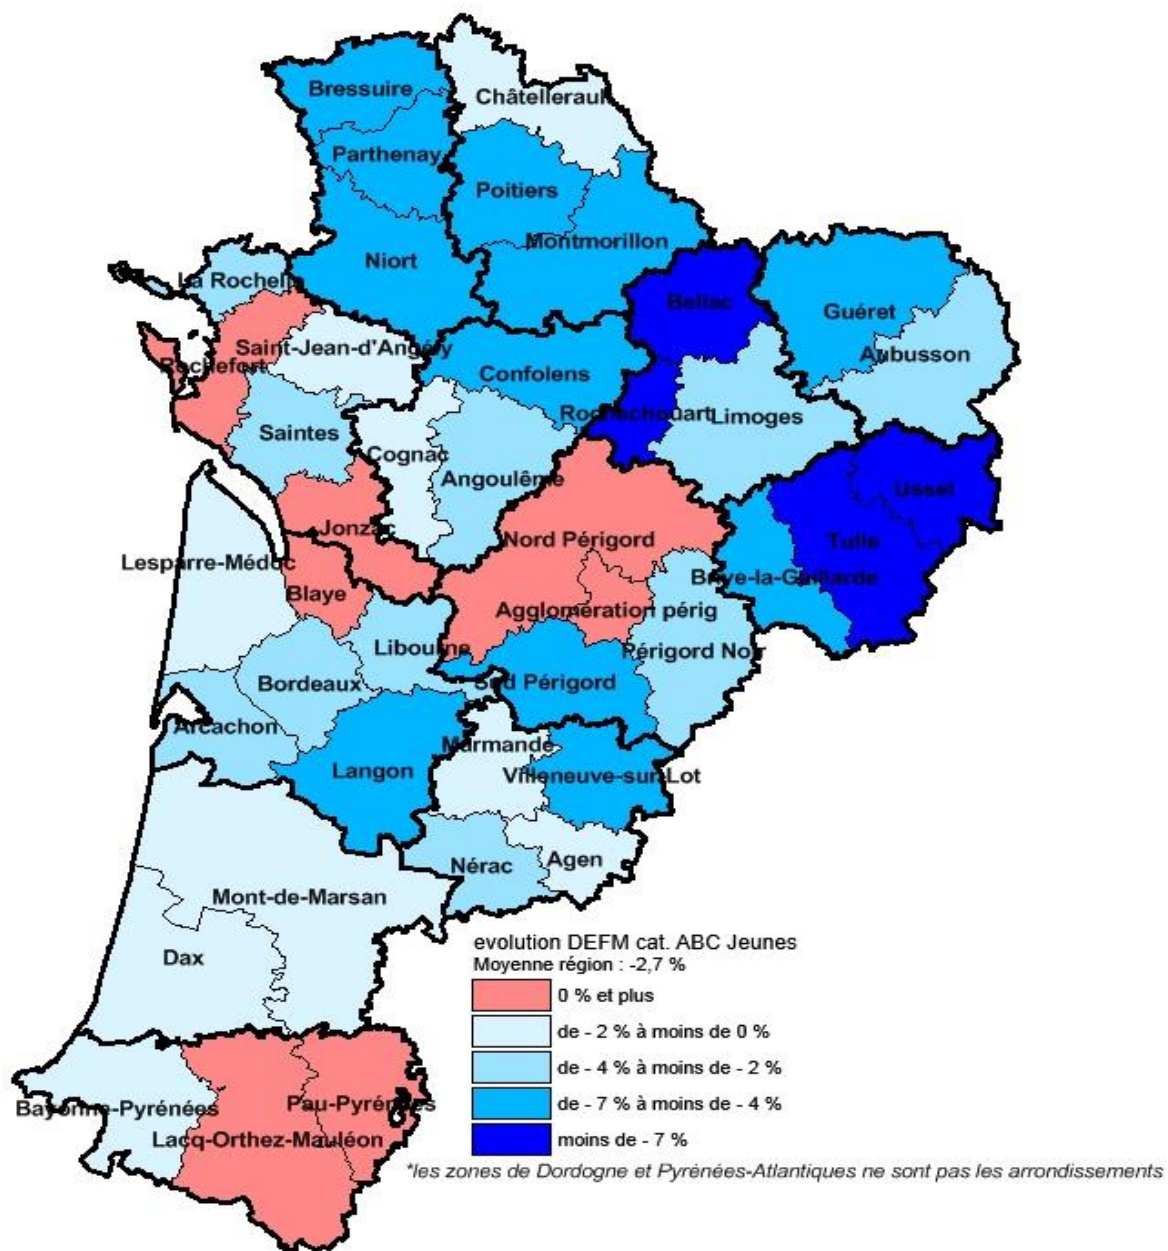 Bressuire
Châtellerault
Parthenay
Poitiers
Montmorillon
Niort
La Rochelle
Bellac
Guéret
Saint-Jean-d'Angély
Aubusson
Rochefort
Confolens
Rochechouart
Limoges
Saintes
Cognac
Angoulême
Ussel
Jonzac
Nord Périgord
Tulle
Lesparre-Médoc
Brive-la-Gaillarde
Blaye
Agglomération périg
Libourne
Périgord Noir
Bordeaux
Sud Périgord
Arcachon
Marmande
Langon
Villeneuve-sur-Lot
Nérac
Agen
Mont-de-Marsan
Dax
evolution DEFM cat. ABC Jeunes
Moyenne région : -2,7 %
0 % et plus
de - 2 % à moins de 0 %
de - 4 % à moins de - 2 %
de - 7 % à moins de - 4 %
moins de - 7 %
Bayonne-Pyrénées
Pau-Pyrénées
Lacq-Orthez-Mauléon
*les zones de Dordogne et Pyrénées-Atlantiques ne sont pas les arrondissements